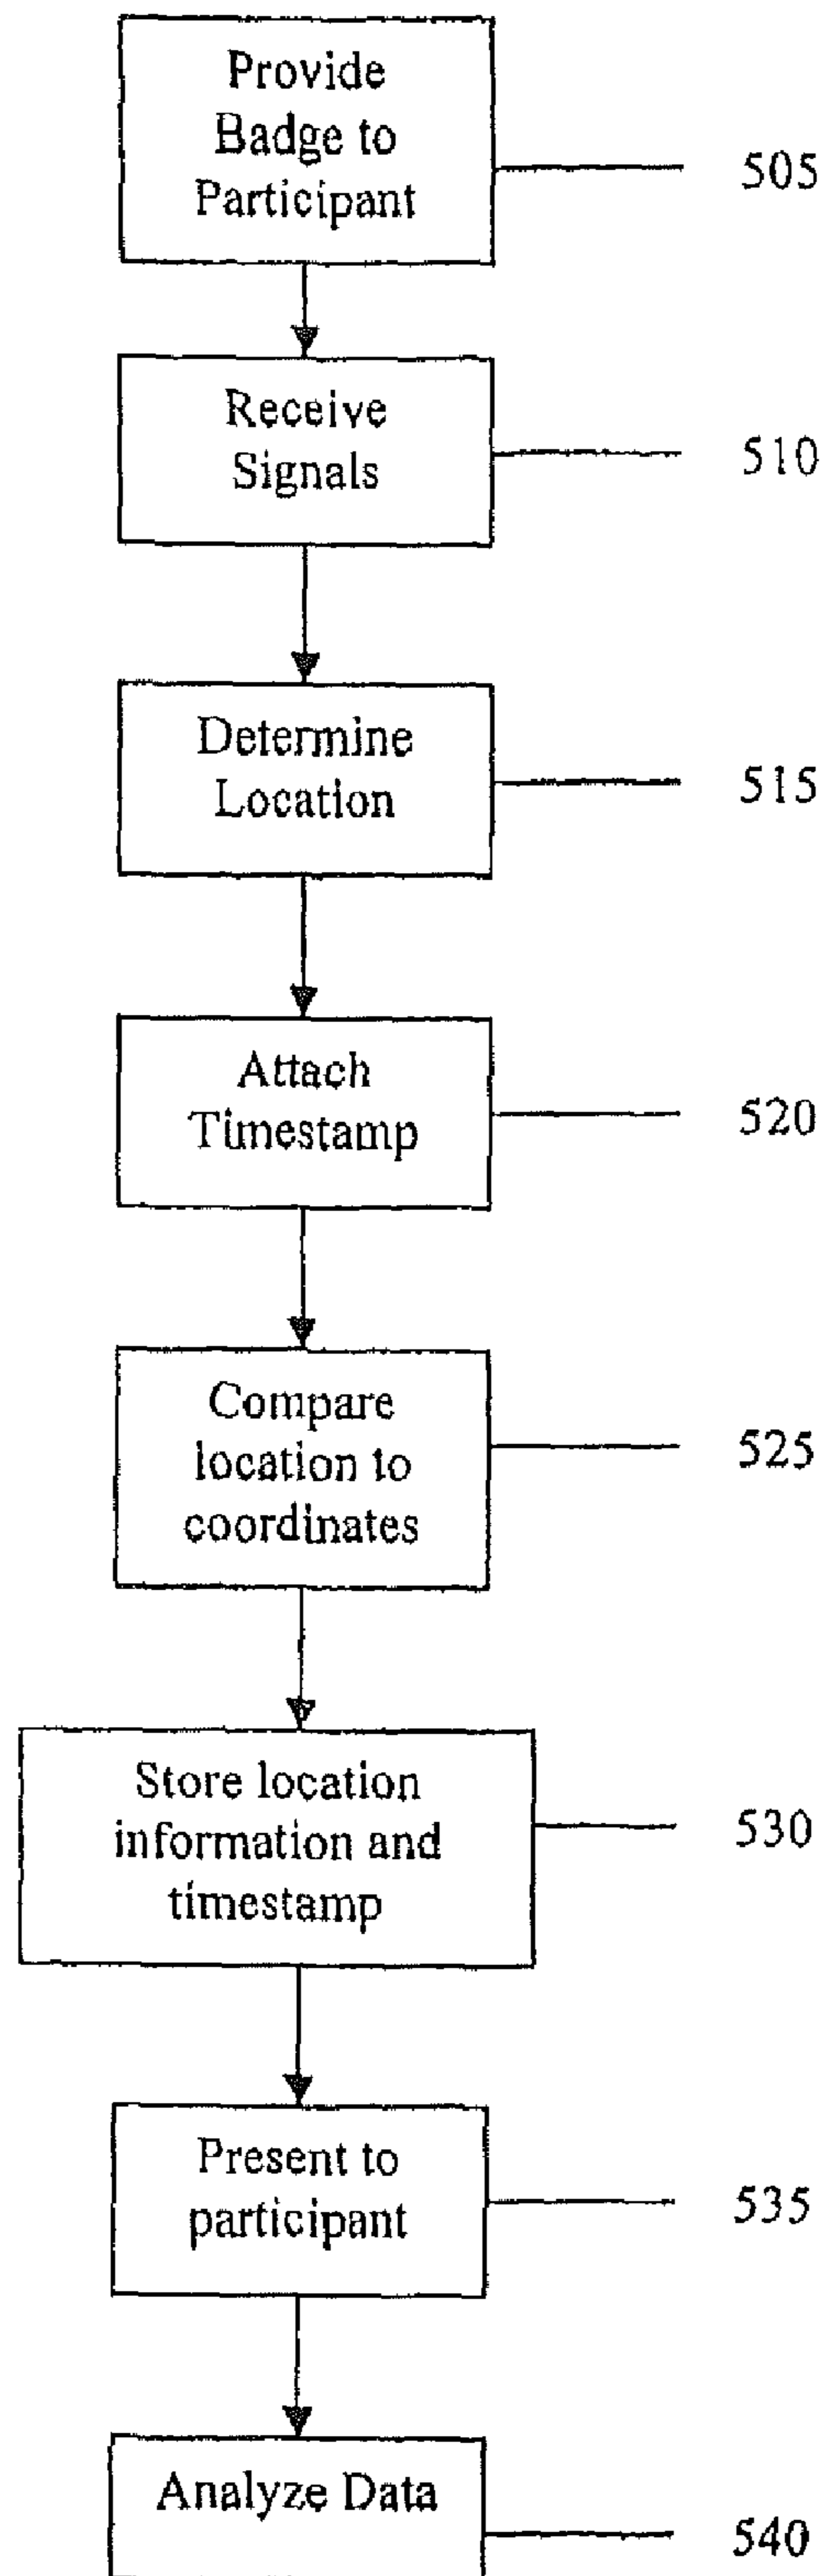 Provide
Badge to
Participant
505
Receive
Signals
510
Determine
Location
515
Attach
Timestamp
520
Compare
location to
coordinates
525
Store location
information and
timestamp
530
Present to
participant
535
Analyze Data
540